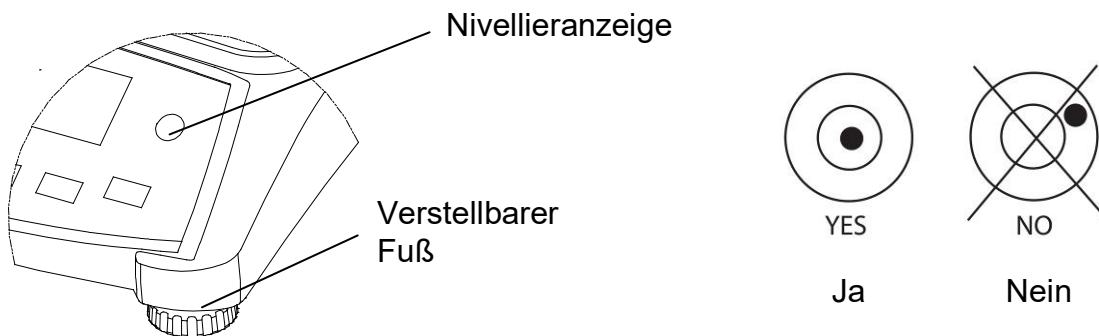 Nivellieranzeige
Verstellbarer
Fuß
YES
NO
Ja
Nein